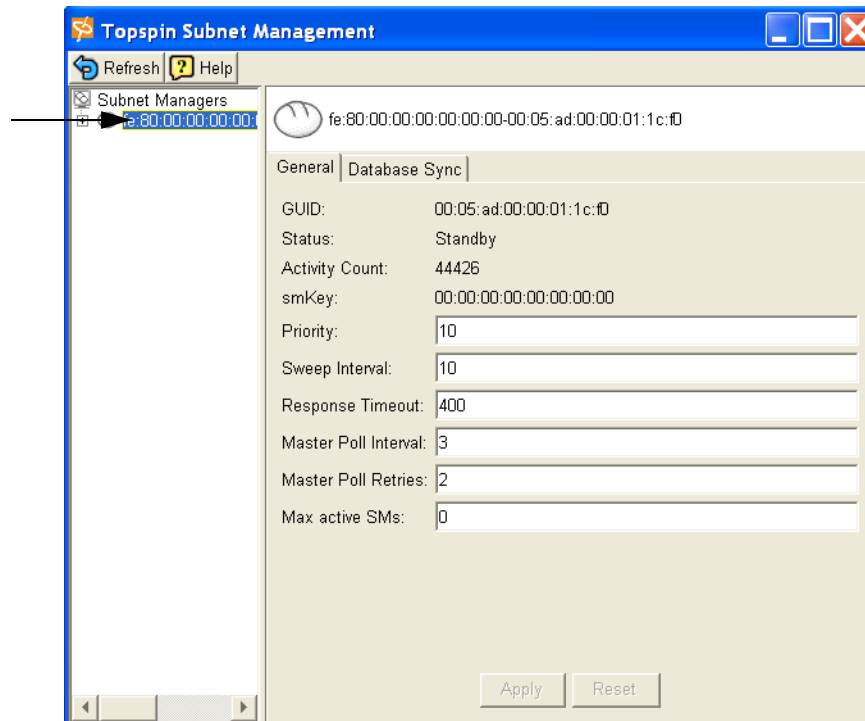 Topspin Subnet Management
Refresh ? Help
Subnet Managers
fe:80:00:00:00:00:
fe:80:00:00:00:00:00:00-00:05:ad:00:00:01:1c:f0
General Database Sync
GUID: 00:05:ad:00:00:01:1c:f0
Status: Standby
Activity Count: 44426
smKey: 00:00:00:00:00:00:00:00
Priority: 10
Sweep Interval: 10
Response Timeout: 400
Master Poll Interval: 3
Master Poll Retries: 2
Max active SMs: 0
Apply Reset